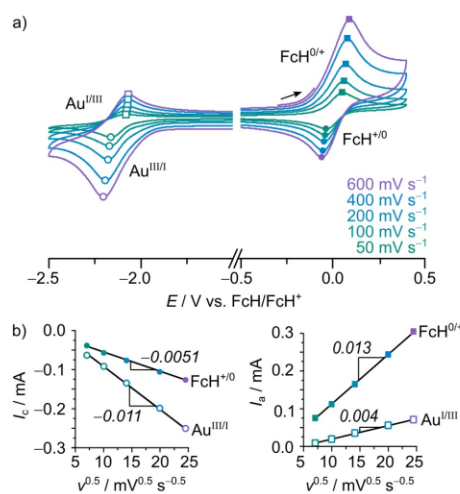 a)
FcH0/+
AuI/III
AuIII/I
FcH+/0
600 mV s−1
400 mV s−1
200 mV s−1
100 mV s−1
50 mV s−1
−2.5 −2.0 −0.5 0.0 0.5
E / V vs. FcH/FcH+
b)
0.0
−0.1
−0.2
−0.3
Ic / mA
−0.0051
FcH+/0
−0.011
AuIII/I
5 10 15 20 25
v0.5 / mV0.5 s−0.5
0.3
0.2
0.1
0.0
Ia / mA
FcH0/+
0.013
0.004
AuI/III
5 10 15 20 25
v0.5 / mV0.5 s−0.5